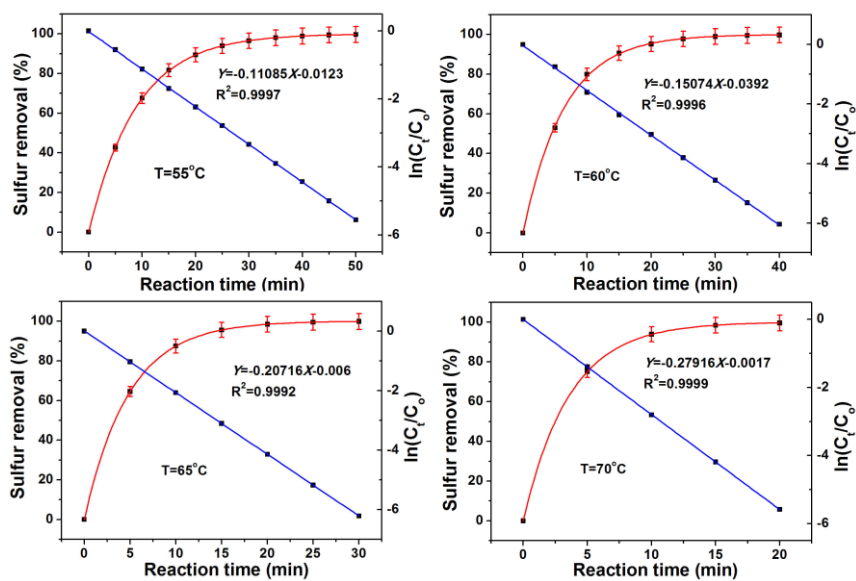 Sulfur removal (%)
100
80
60
40
20
0
Y=-0.11085X-0.0123
R²=0.9997
T=55°C
0
-2
-4
-6
ln(Cₜ/Cₒ)
0 10 20 30 40 50
Reaction time (min)
Sulfur removal (%)
100
80
60
40
20
0
Y=-0.15074X-0.0392
R²=0.9996
T=60°C
0
-2
-4
-6
ln(Cₜ/Cₒ)
0 5 10 15 20 25 30 35 40
Reaction time (min)
Sulfur removal (%)
100
80
60
40
20
0
Y=-0.20716X-0.006
R²=0.9992
T=65°C
0
-2
-4
-6
ln(Cₜ/Cₒ)
0 5 10 15 20 25 30
Reaction time (min)
Sulfur removal (%)
100
80
60
40
20
0
Y=-0.27916X-0.0017
R²=0.9999
T=70°C
0
-2
-4
-6
ln(Cₜ/Cₒ)
0 5 10 15 20
Reaction time (min)